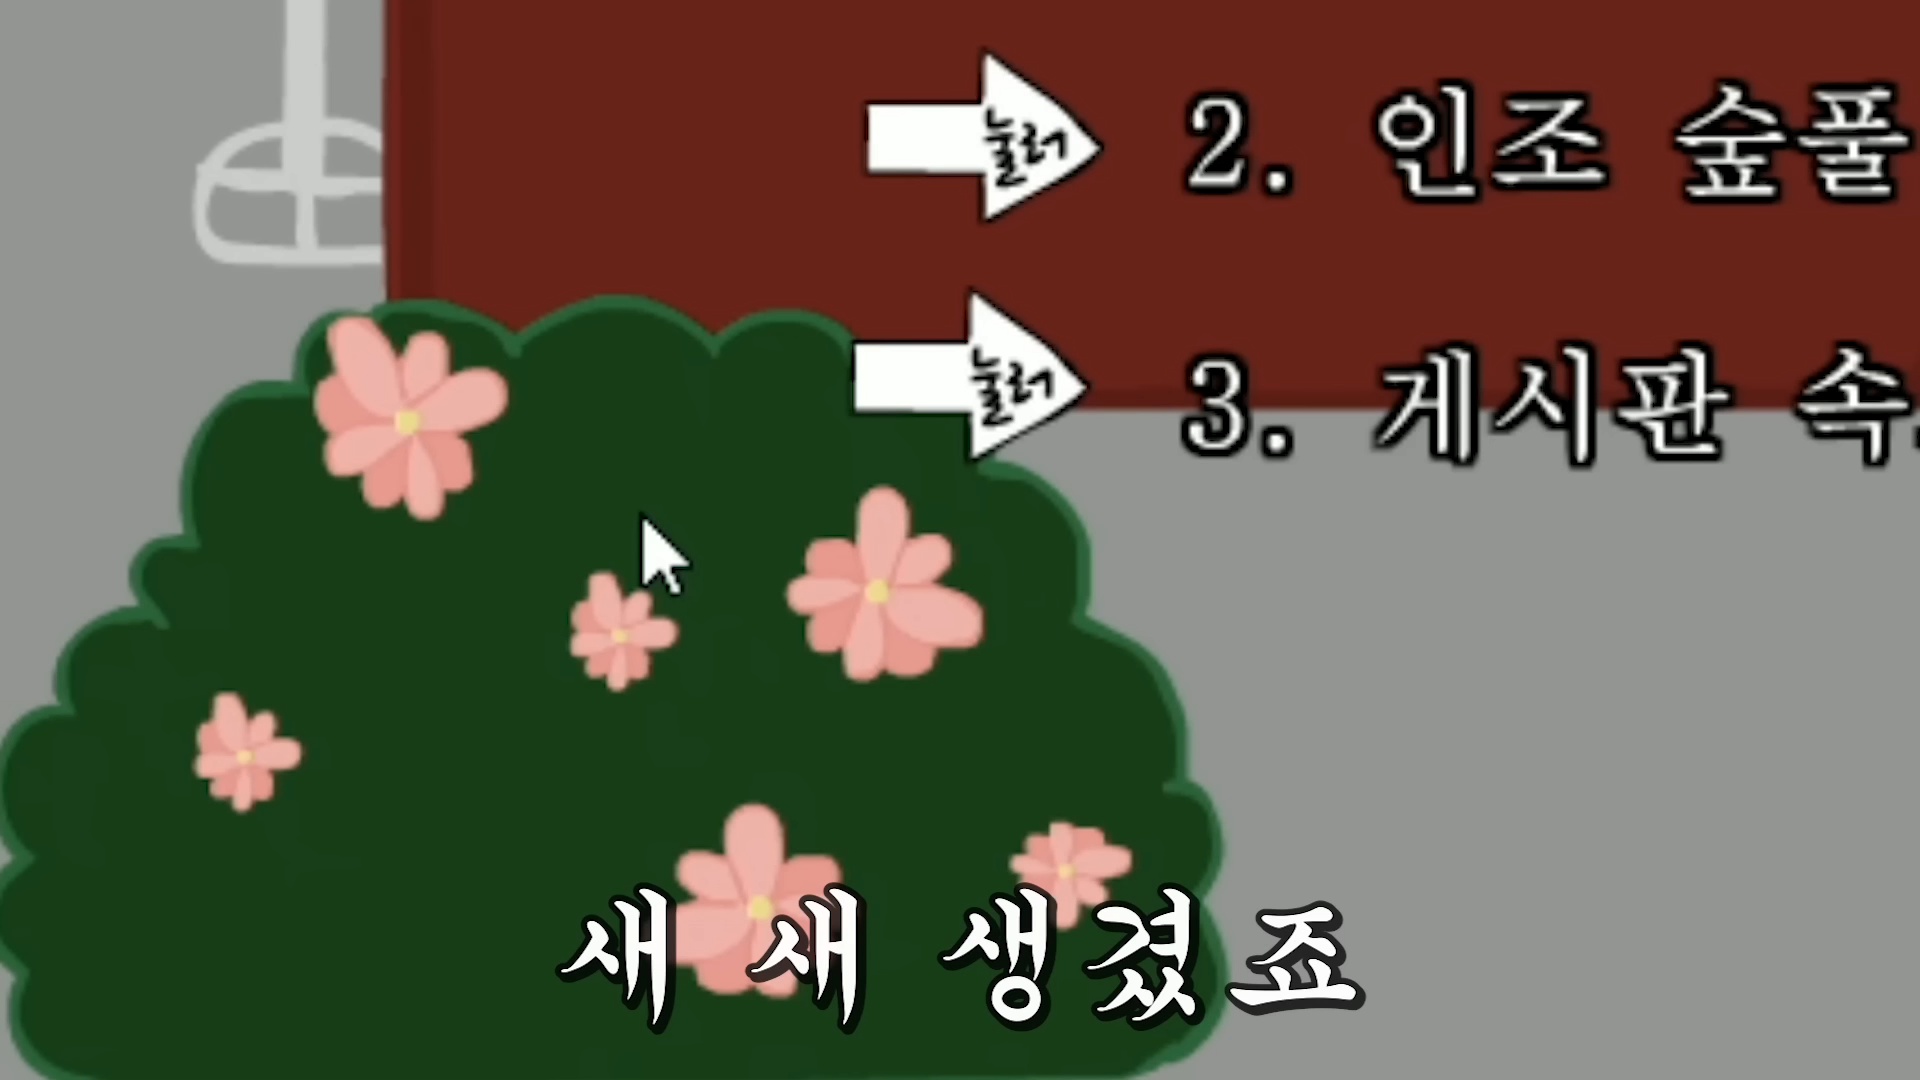 눌러 2. 인조 숲풀
눌러 3. 게시판 속
새 새 생겼죠